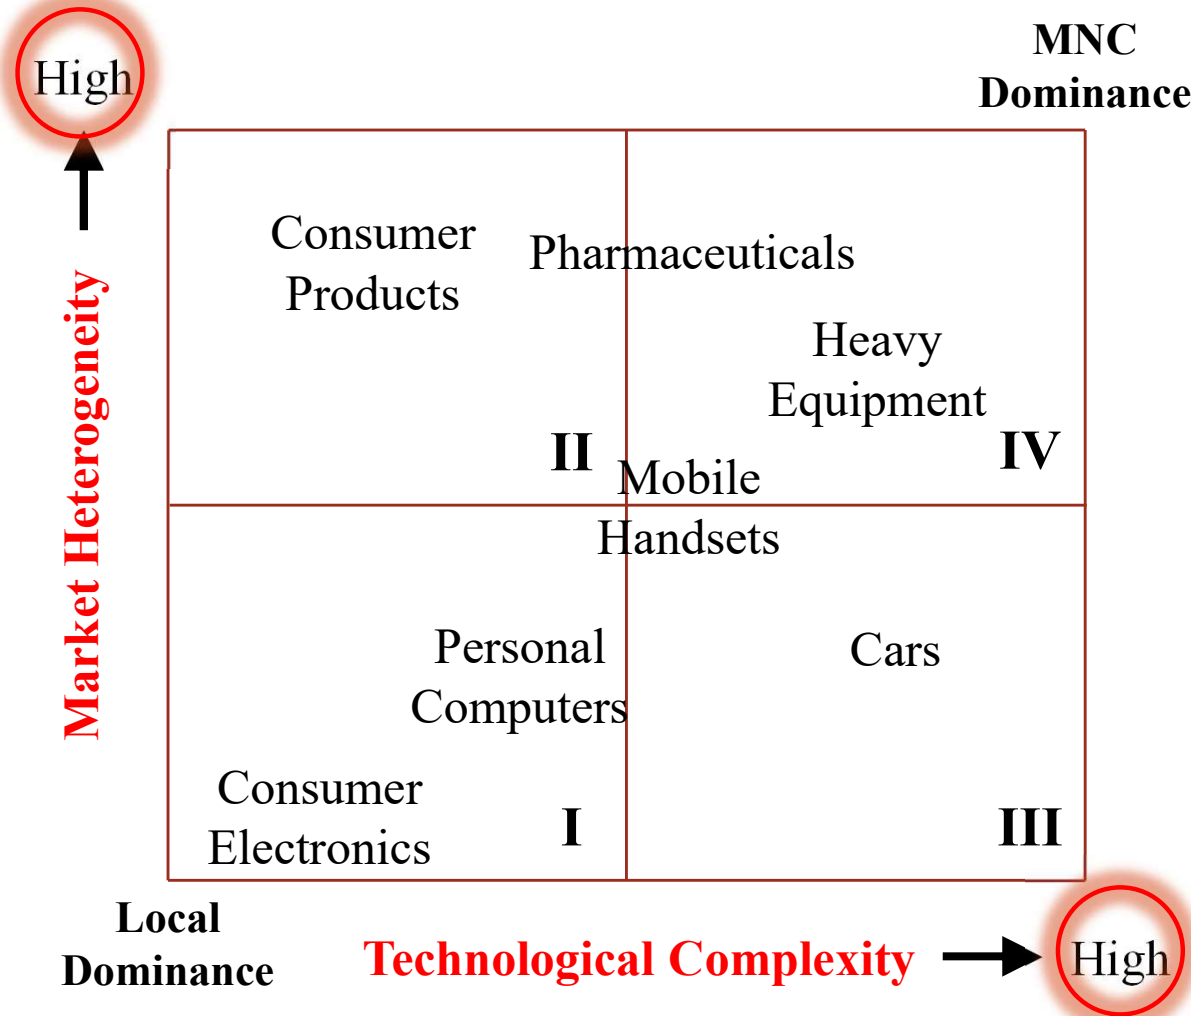 High
MNC
Dominance
Market Heterogeneity
Consumer
Products
Pharmaceuticals
Heavy
Equipment
II
IV
Mobile
Handsets
Personal
Computers
Cars
Consumer
Electronics
I
III
Local
Dominance
Technological Complexity
High